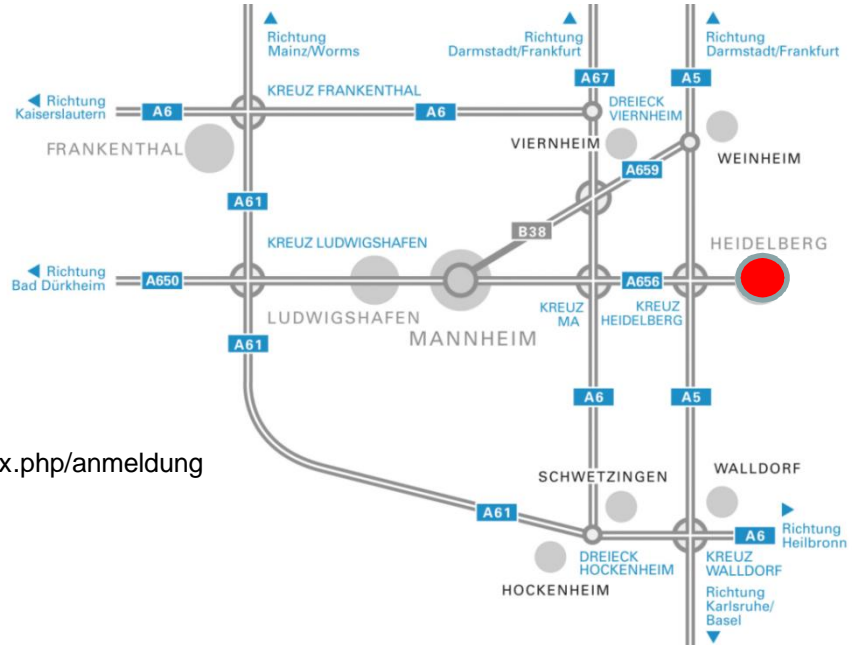 Richtung
Mainz/Worms
Richtung
Darmstadt/Frankfurt
Richtung
Darmstadt/Frankfurt
A67
A5
Richtung
Kaiserslautern
A6
KREUZ FRANKENTHAL
A6
DREIECK
VIERNHEIM
FRANKENTHAL
VIERNHEIM
WEINHEIM
A659
A61
B38
KREUZ LUDWIGSHAFEN
HEIDELBERG
Richtung
Bad Dürkheim
A650
A656
LUDWIGSHAFEN
MANNHEIM
KREUZ
MA
KREUZ
HEIDELBERG
A61
A6
A5
x.php/anmeldung
SCHWETZINGEN
WALLDORF
A61
A6
Richtung
Heilbronn
DREIECK
HOCKENHEIM
KREUZ
WALLDORF
HOCKENHEIM
Richtung
Karlsruhe/
Basel